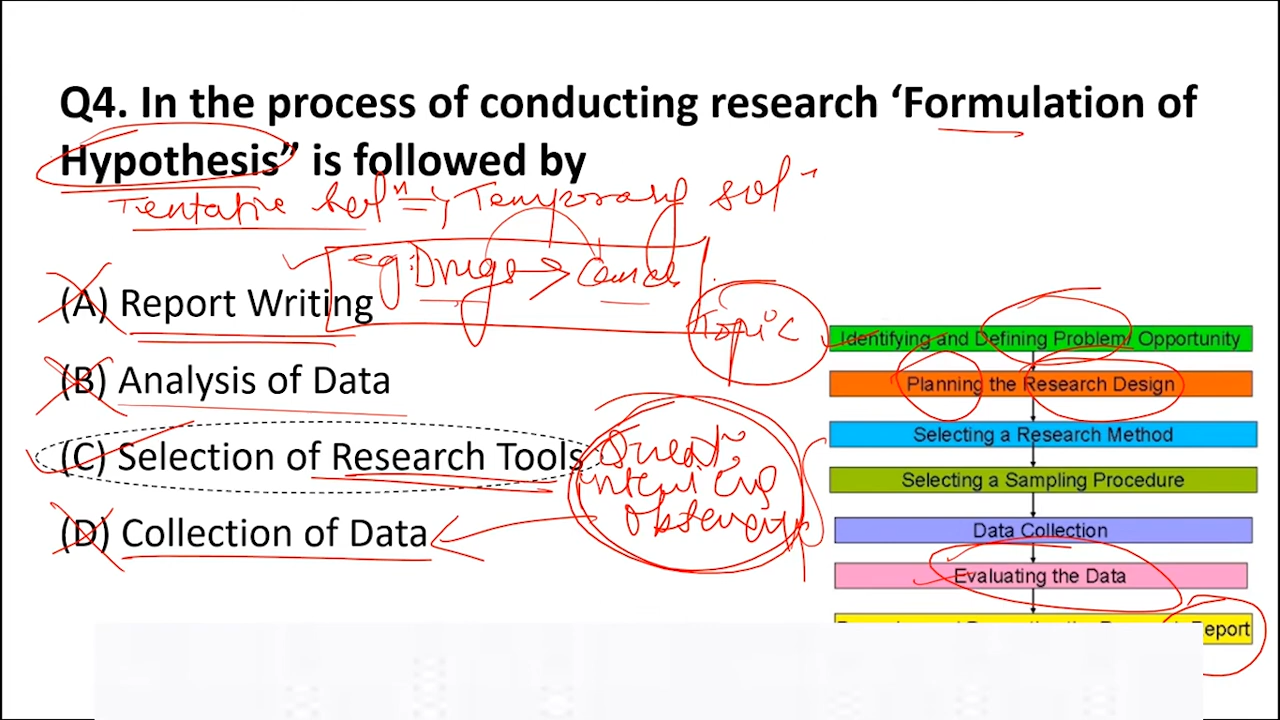 Q4. In the process of conducting research ‘Formulation of
Hypothesis” is followed by
Tentative Solⁿ => Temporary solⁿ
eg: Drugs → Cancer
(A) Report Writing
Topic
(B) Analysis of Data
(C) Selection of Research Tools
(D) Collection of Data
Identifying and Defining Problem/ Opportunity
Planning the Research Design
Selecting a Research Method
Selecting a Sampling Procedure
Data Collection
Evaluating the Data
Report